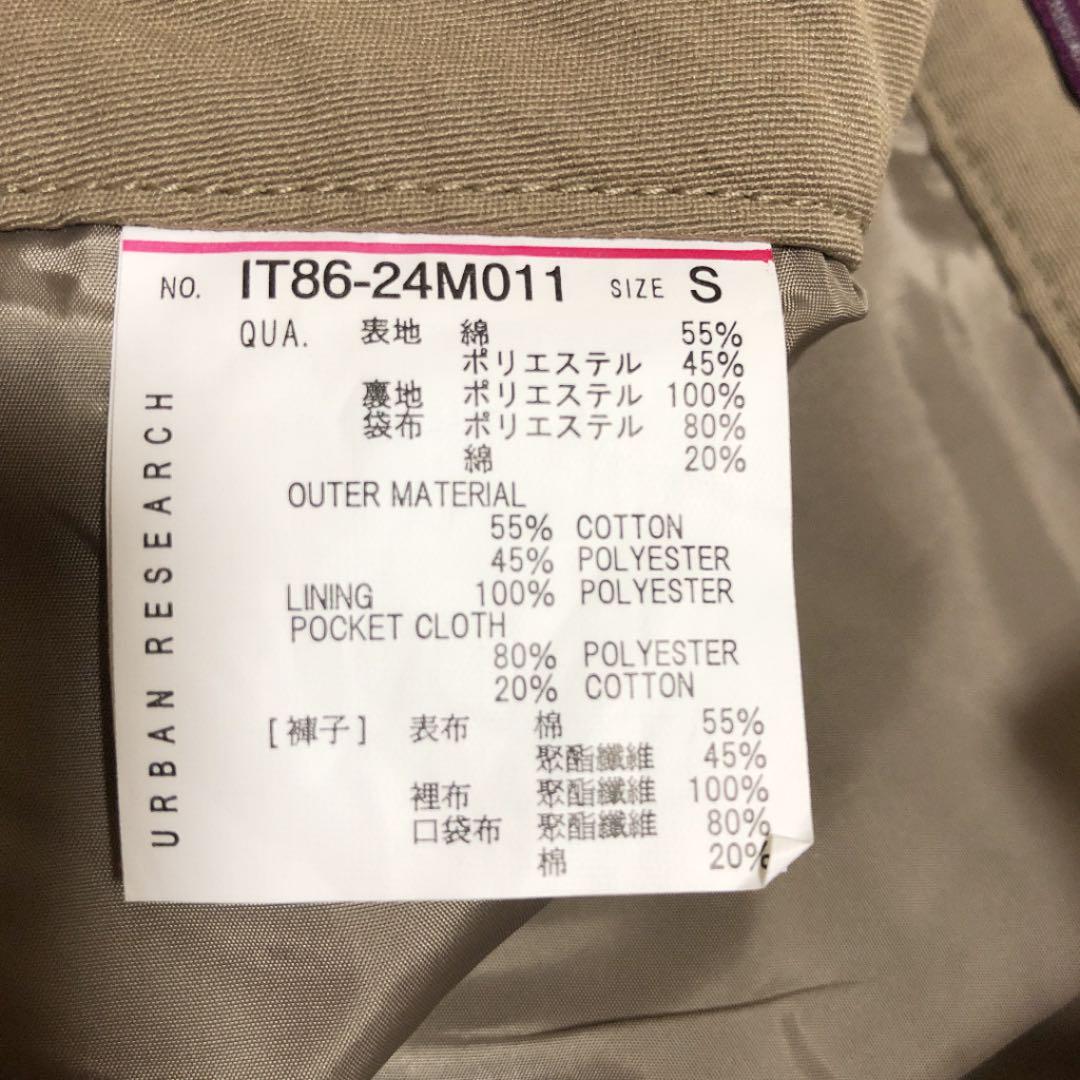 NO. IT86-24M011 SIZE S
QUA. 表地 綿 55%
ポリエステル 45%
裏地 ポリエステル 100%
袋布 ポリエステル 80%
綿 20%
OUTER MATERIAL
55% COTTON
45% POLYESTER
LINING 100% POLYESTER
POCKET CLOTH
80% POLYESTER
20% COTTON
[褲子] 表布 棉 55%
聚酯纖維 45%
裡布 聚酯纖維 100%
口袋布 聚酯纖維 80%
棉 20%
URBAN RESEARCH